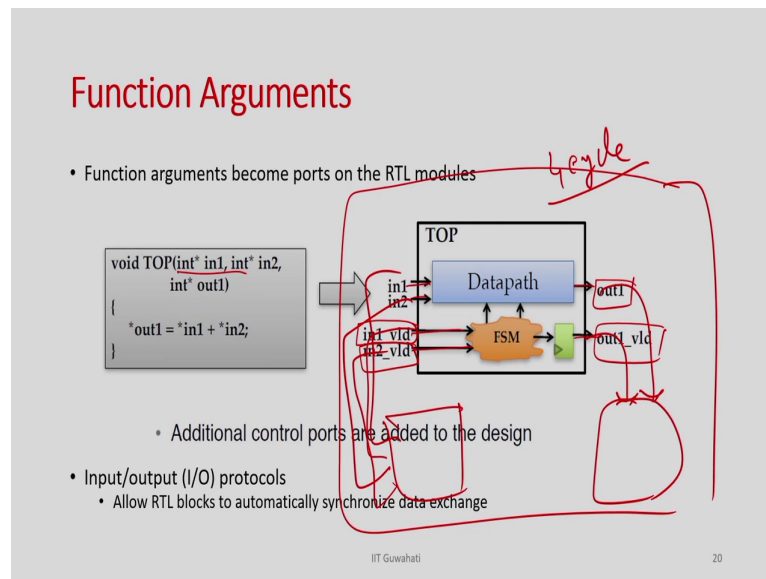 Function Arguments
• Function arguments become ports on the RTL modules
4 cycle
void TOP(int* in1, int* in2,
int* out1)
{
*out1 = *in1 + *in2;
}
TOP
in1
in2
Datapath
out1
in1_vld
in2_vld
FSM
out1_vld
• Additional control ports are added to the design
• Input/output (I/O) protocols
• Allow RTL blocks to automatically synchronize data exchange
IIT Guwahati
20